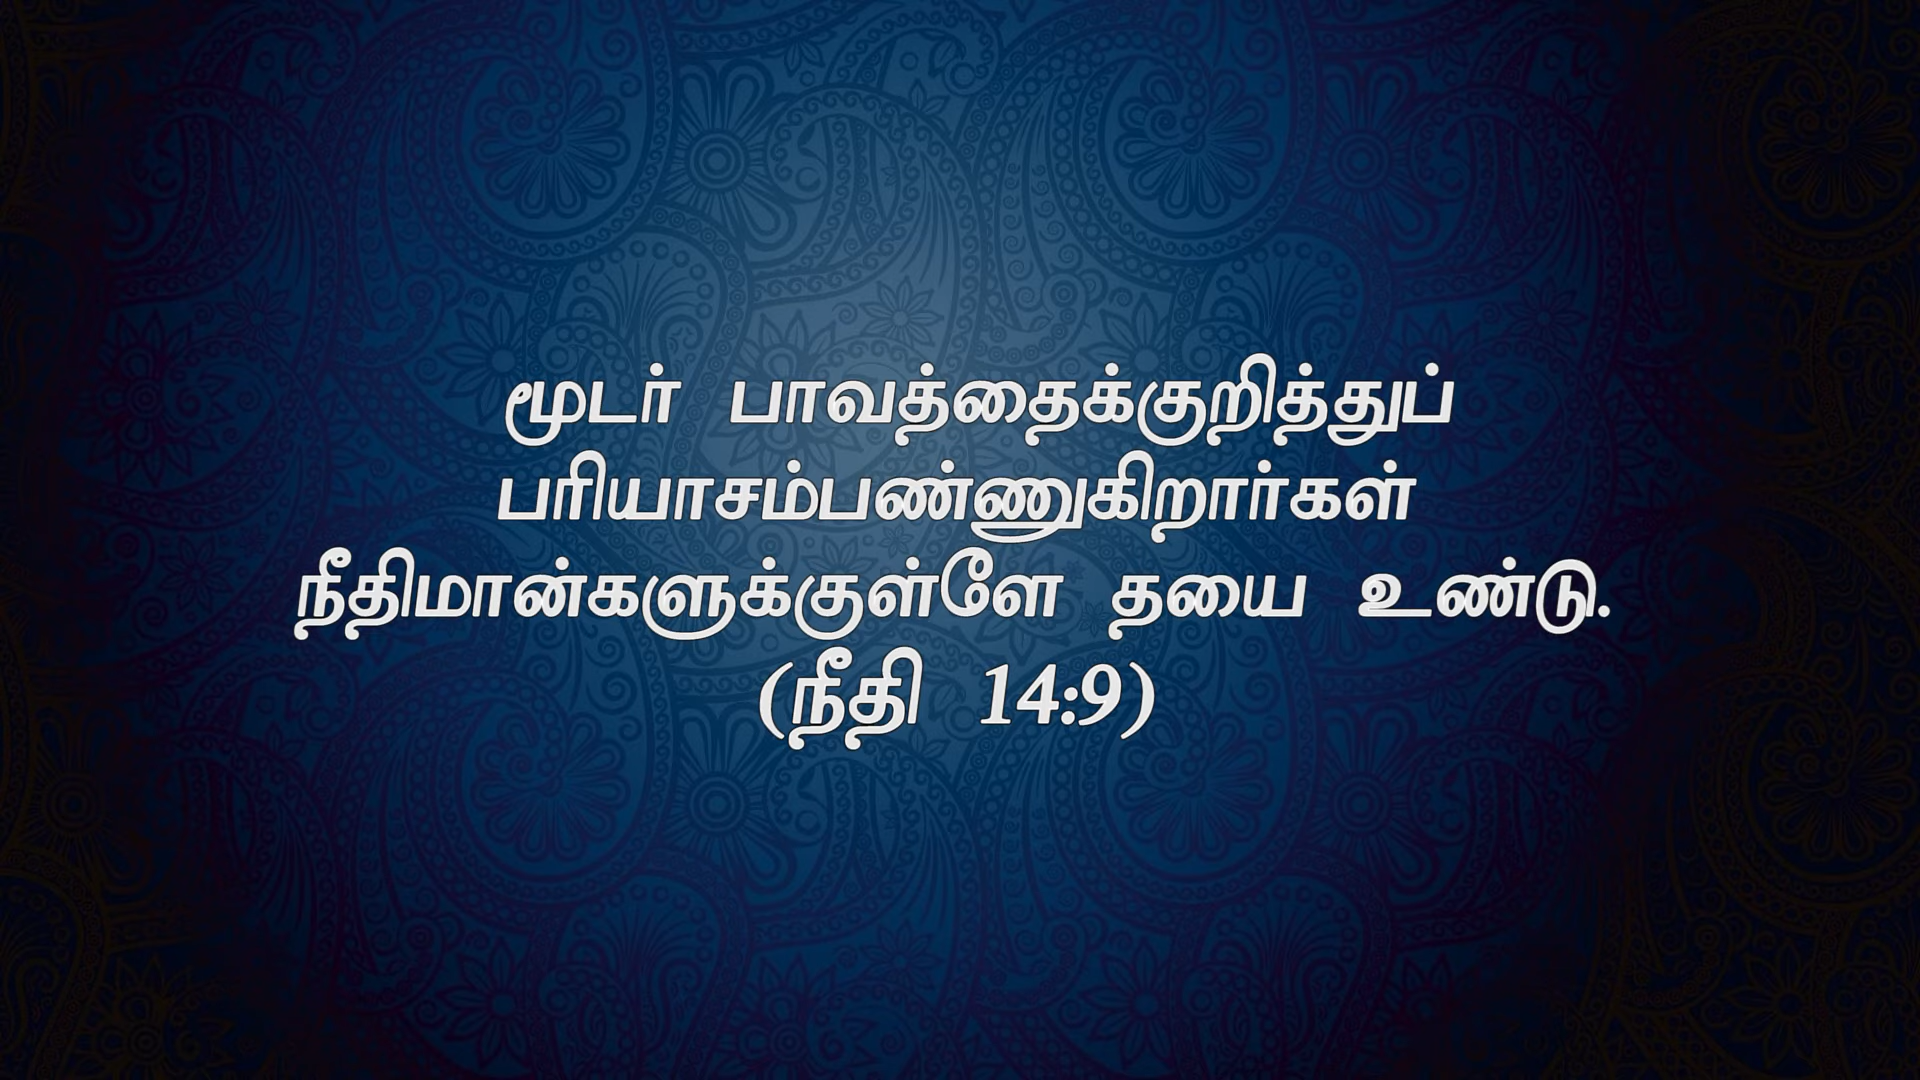 மூடர் பாவத்தைக்குறித்துப்
பரியாசம்பண்ணுகிறார்கள்
நீதிமான்களுக்குள்ளே தயை உண்டு.
(நீதி 14:9)